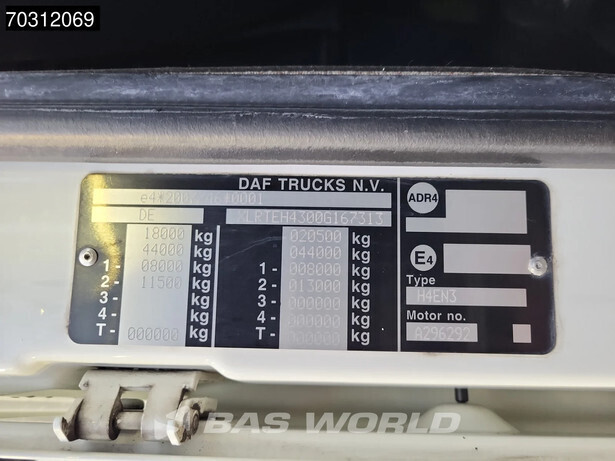 70312069
DAF TRUCKS N.V.
DE XLRTEH4300G167313
18000 kg 020500 kg
44000 kg 044000 kg
1- 08000 kg 1- 008000 kg
2- 11500 kg 2- 013000 kg
3- kg 3- 000000 kg
4- kg 4- 000000 kg
T- 000000 kg T- 000000 kg
ADR4
E4
Type
H4EN3
Motor no.
A296292
BAS WORLD